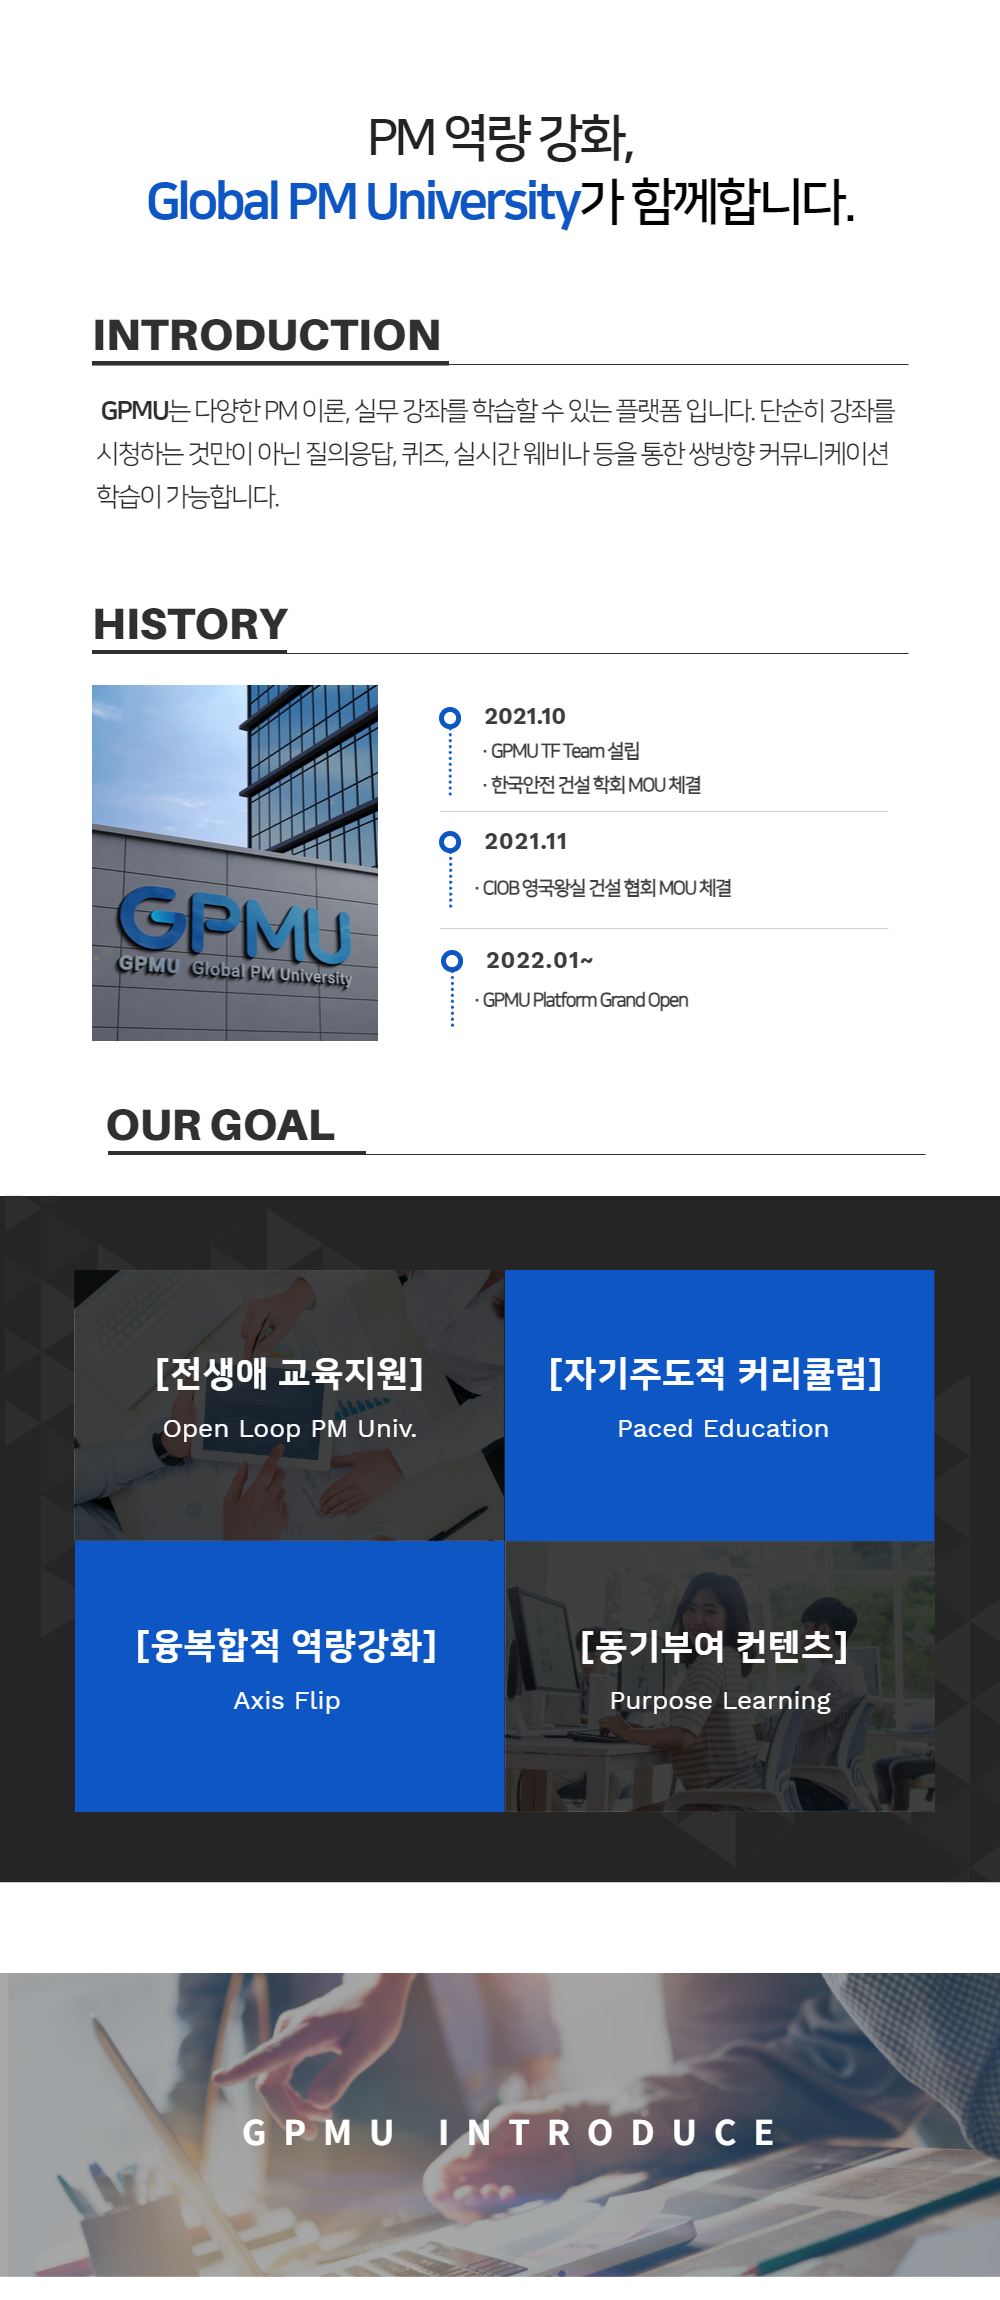 PM 역량 강화,
Global PM University가 함께합니다.
INTRODUCTION
GPMU는 다양한 PM 이론, 실무 강좌를 학습할 수 있는 플랫폼 입니다. 단순히 강좌를
시청하는 것만이 아닌 질의응답, 퀴즈, 실시간 웨비나 등을 통한 쌍방향 커뮤니케이션
학습이 가능합니다.
HISTORY
GPMU
GPMU Global PM University
2021.10
· GPMU TF Team 설립
· 한국안전 건설 학회 MOU 체결
2021.11
· CIOB 영국왕실 건설 협회 MOU 체결
2022.01~
· GPMU Platform Grand Open
OUR GOAL
[전생애 교육지원]
Open Loop PM Univ.
[자기주도적 커리큘럼]
Paced Education
[융복합적 역량강화]
Axis Flip
[동기부여 컨텐츠]
Purpose Learning
GPMU INTRODUCE